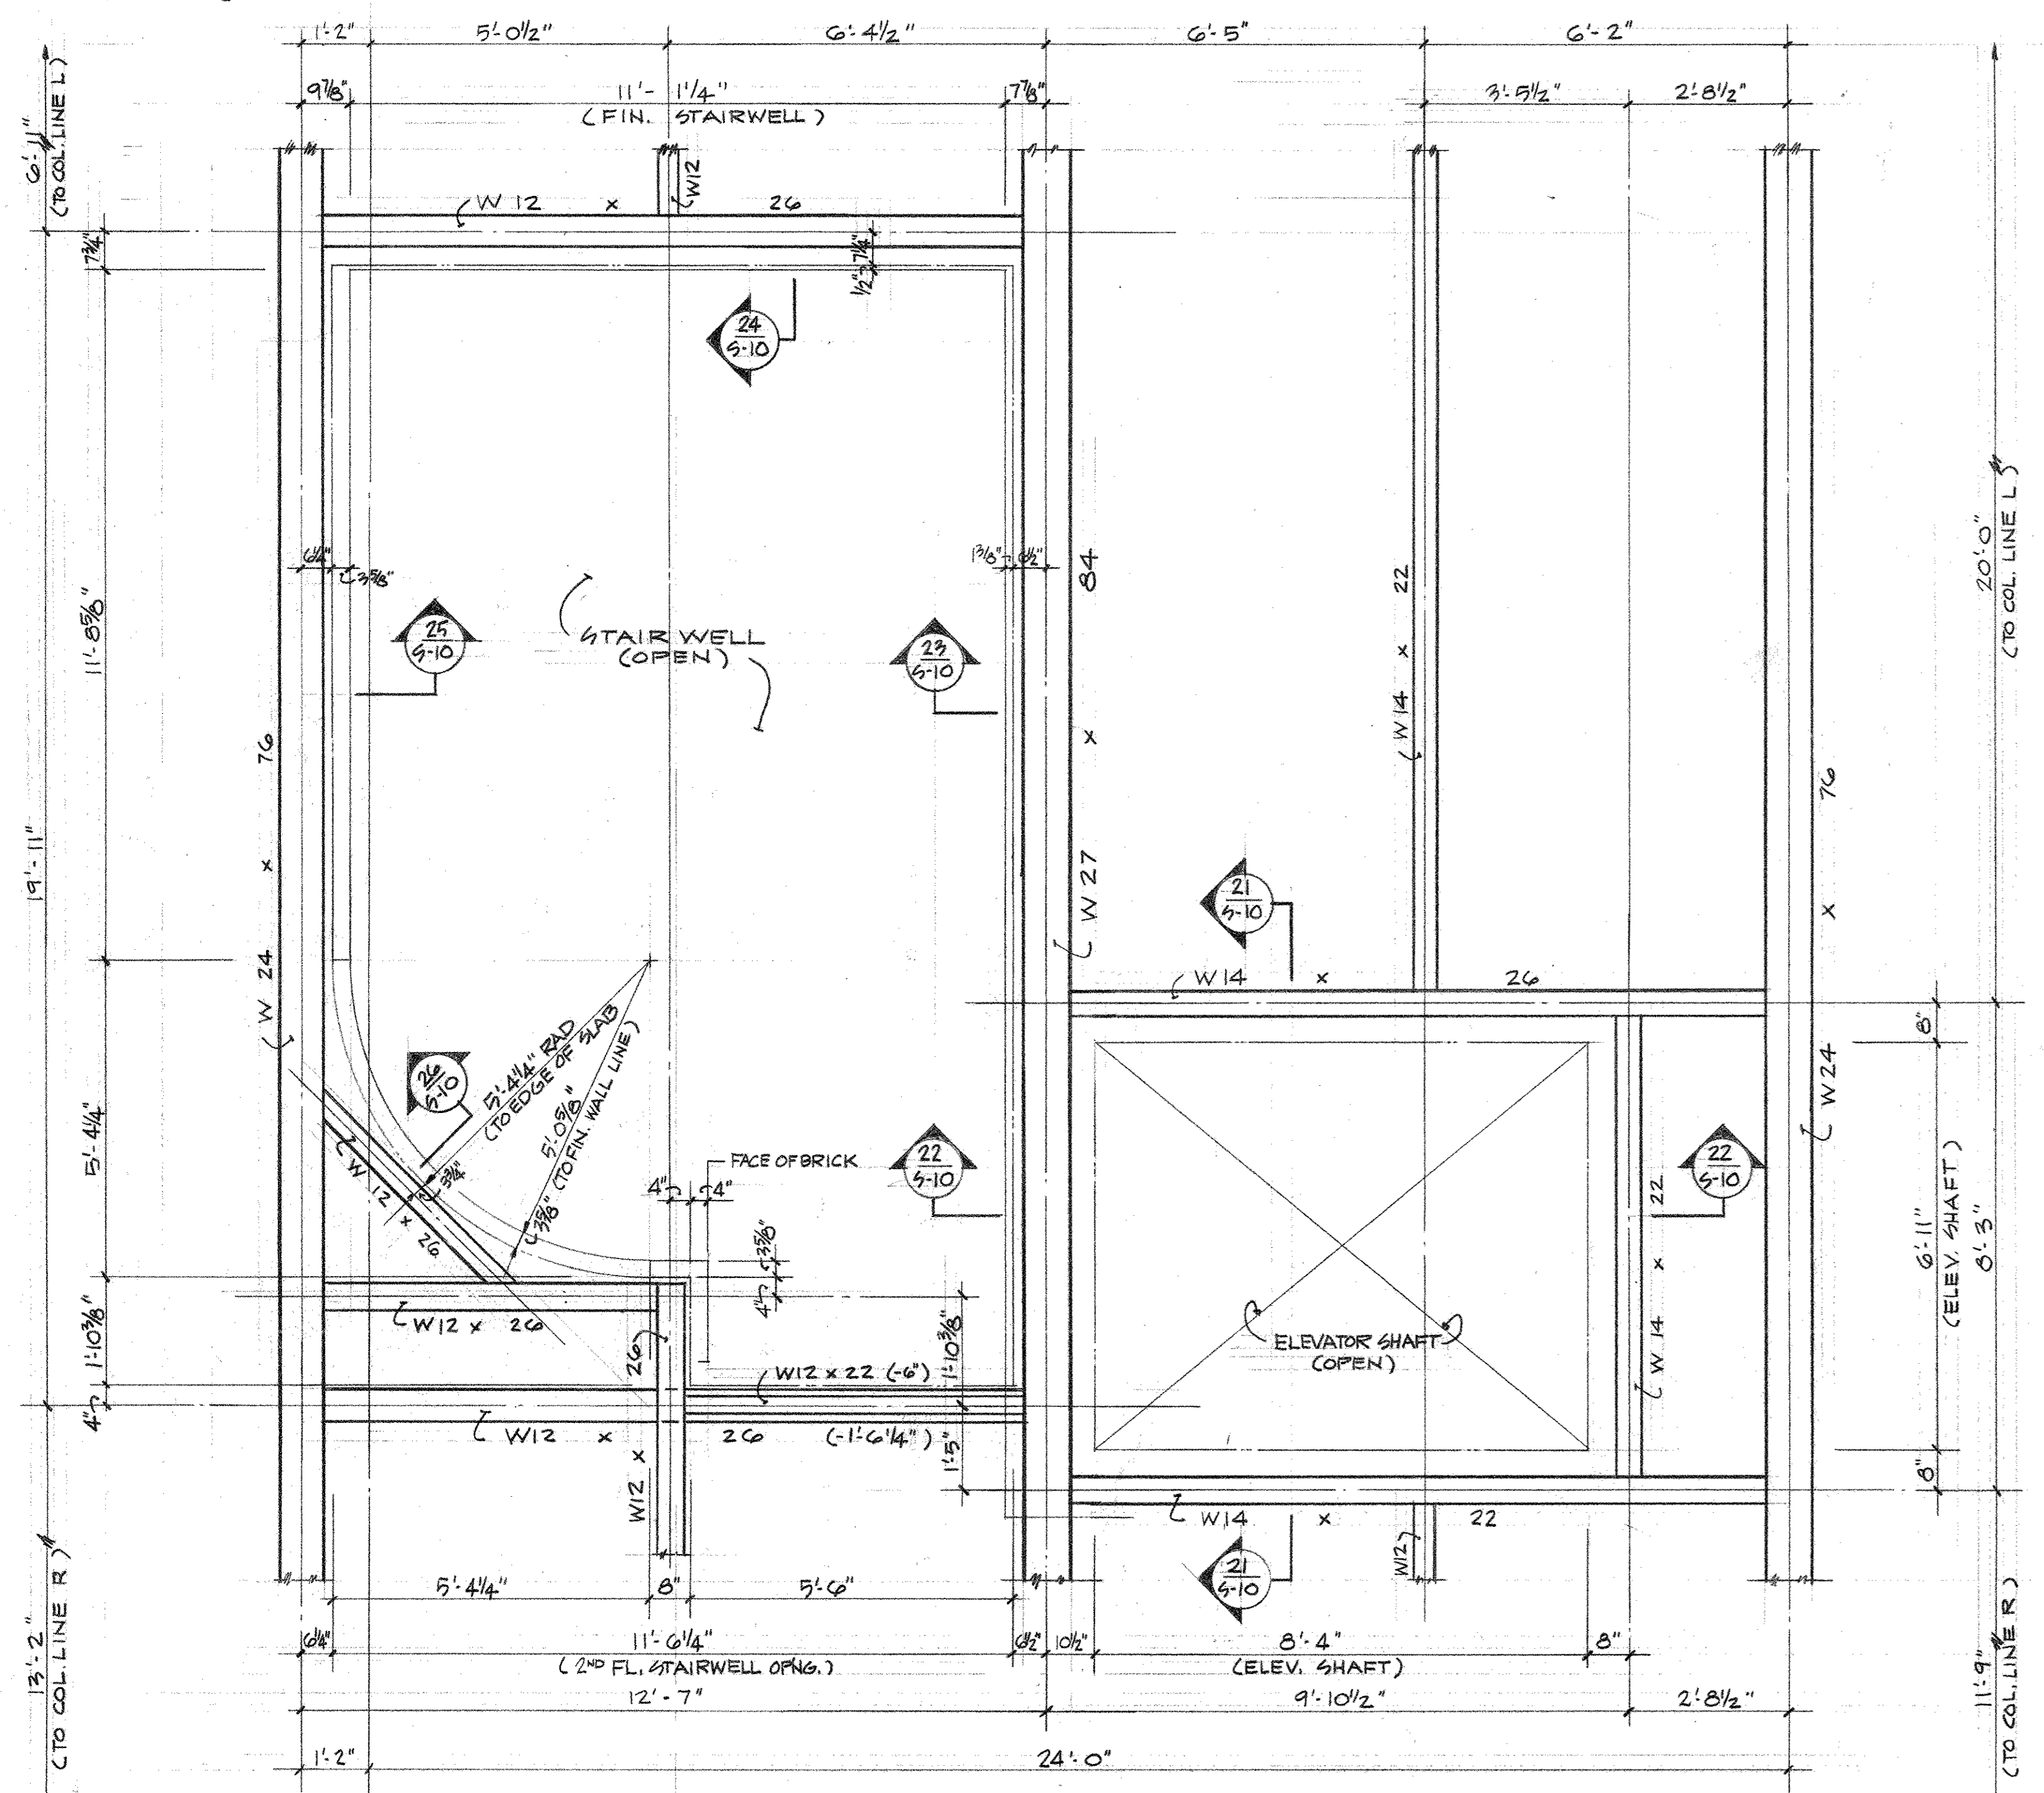 1'-2" 5'-0½" 6'-4½" 6'-5" 6'-2"
9⅞" 11'-1¼" 7⅞" 3'-5½" 2'-8½"
(FIN. STAIRWELL)
6'-11"
(TO COL. LINE L)
W12
W 12 x 26
7¾"
7¼"
½"
24
S-10
20'-0"
(TO COL. LINE L)
6¼"
3⅝"
1⅜"
6½"
11'-8⅝"
STAIR WELL
(OPEN)
25
S-10
23
S-10
W 24 x 76
W 27 x 84
W14 x 22
W24 x 76
19'-11"
21
S-10
W14 x 26
8"
5'-4¼" RAD
(TO EDGE OF SLAB
5'-0⅝"
(TO FIN. WALL LINE)
26
S-10
3¾"
3⅝"
W 12 x 26
5'-4¼"
FACE OF BRICK
4" 4"
22
S-10
22
S-10
W 14 x 22
6'-11"
(ELEV. SHAFT)
8'-3"
3⅝"
4"
W12 x 26
1'-10⅜"
1'-10⅜"
4"
ELEVATOR SHAFT
(OPEN)
W12 x 22 (-6")
W12 x 26 (-1'-6¼")
W12 x 26
1'-5"
8"
W14 x 22
W12
21
S-10
13'-2"
(TO COL. LINE R)
11'-9"
(TO COL. LINE R)
5'-4¼" 8" 5'-6"
6¼" 11'-6¼" 6½" 10½" 8'-4" 8"
(2ND FL. STAIRWELL OPNG.) (ELEV. SHAFT)
12'-7" 9'-10½" 2'-8½"
1'-2" 24'-0"